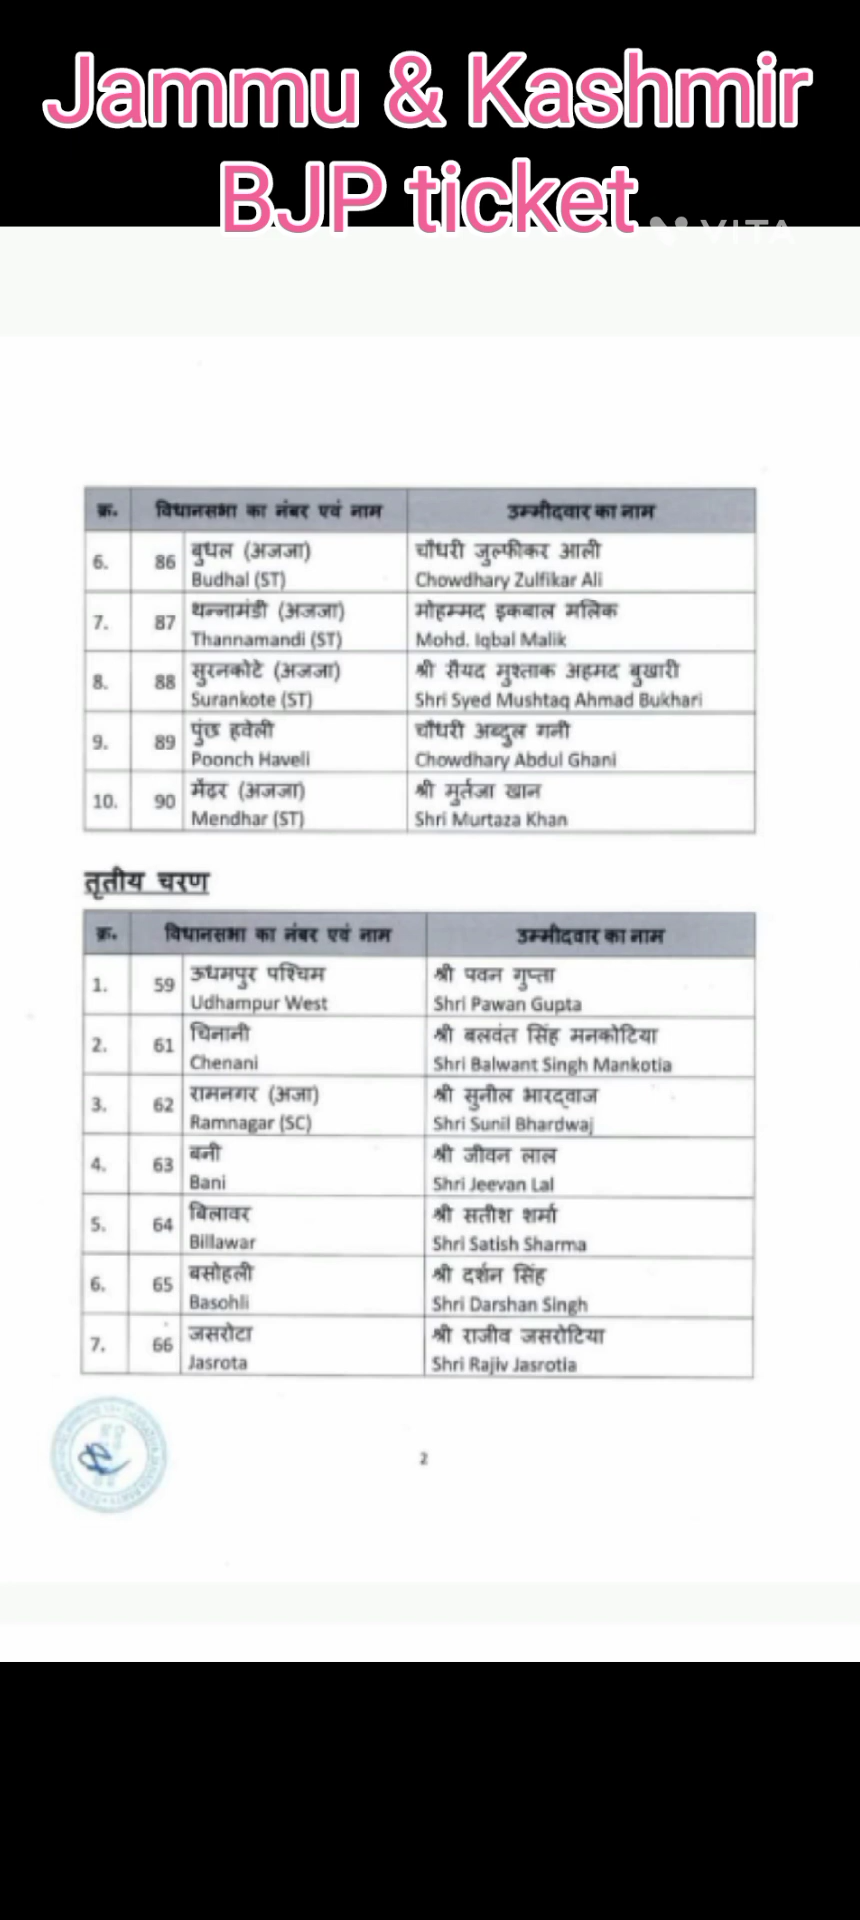 Jammu & Kashmir
BJP ticket
VITA
क्र. विधानसभा का नंबर एवं नाम उम्मीदवार का नाम
6. 86 बुधल (अजजा) चौधरी जुल्फीकर आली
Budhal (ST) Chowdhary Zulfikar Ali
7. 87 थन्नामंडी (अजजा) मोहम्मद इकबाल मलिक
Thannamandi (ST) Mohd. Iqbal Malik
8. 88 सुरनकोटे (अजजा) श्री सैयद मुश्ताक अहमद बुखारी
Surankote (ST) Shri Syed Mushtaq Ahmad Bukhari
9. 89 पुंछ हवेली चौधरी अब्दुल गनी
Poonch Haveli Chowdhary Abdul Ghani
10. 90 मेंढर (अजजा) श्री मुर्तजा खान
Mendhar (ST) Shri Murtaza Khan
तृतीय चरण
क्र. विधानसभा का नंबर एवं नाम उम्मीदवार का नाम
1. 59 ऊधमपुर पश्चिम श्री पवन गुप्ता
Udhampur West Shri Pawan Gupta
2. 61 चिनानी श्री बलवंत सिंह मनकोटिया
Chenani Shri Balwant Singh Mankotia
3. 62 रामनगर (अजा) श्री सुनील भारद्वाज
Ramnagar (SC) Shri Sunil Bhardwaj
4. 63 बनी श्री जीवन लाल
Bani Shri Jeevan Lal
5. 64 बिलावर श्री सतीश शर्मा
Billawar Shri Satish Sharma
6. 65 बसोहली श्री दर्शन सिंह
Basohli Shri Darshan Singh
7. 66 जसरोटा श्री राजीव जसरोटिया
Jasrota Shri Rajiv Jasrotia
2